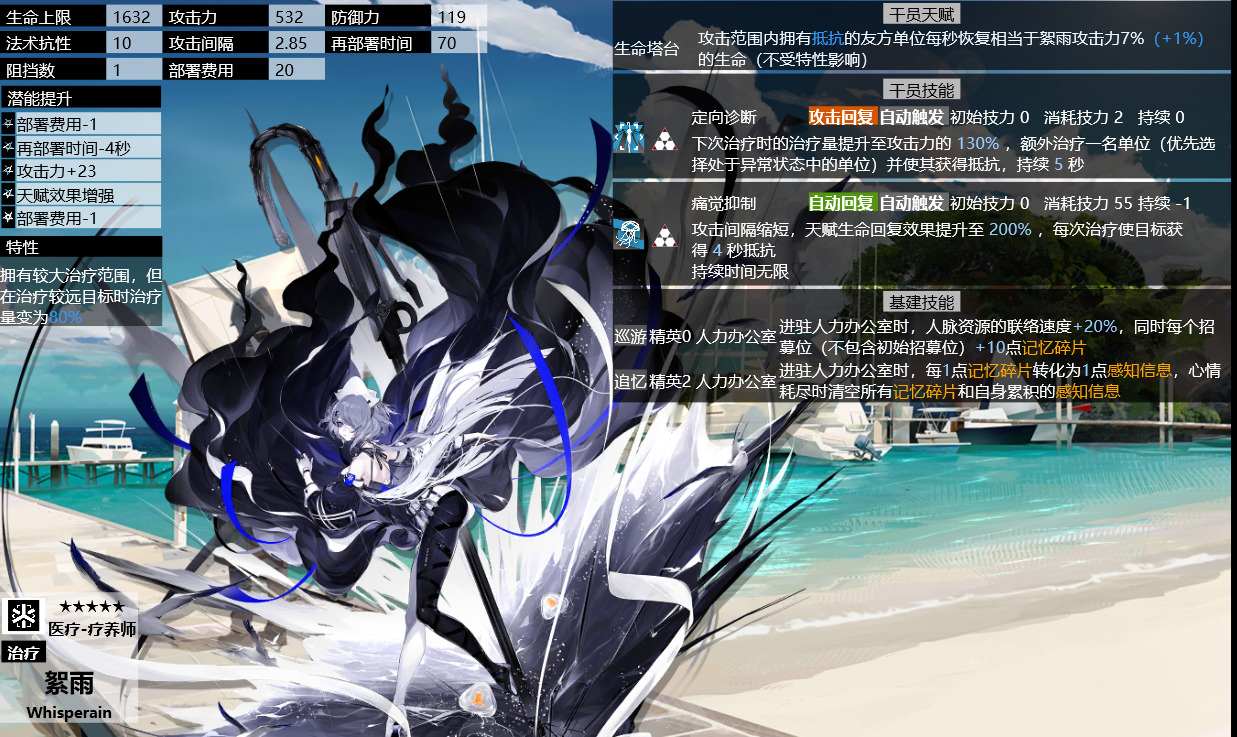 生命上限 1632 攻击力 532 防御力 119
法术抗性 10 攻击间隔 2.85 再部署时间 70
阻挡数 1 部署费用 20
潜能提升
部署费用-1
再部署时间-4秒
攻击力+23
天赋效果增强
部署费用-1
特性
拥有较大治疗范围，但
在治疗较远目标时治疗
量变为80%
★★★★★
医疗-疗养师
治疗
絮雨
Whisperain
干员天赋
生命塔台
攻击范围内拥有抵抗的友方单位每秒恢复相当于絮雨攻击力7%（+1%）
的生命（不受特性影响）
干员技能
定向诊断 攻击回复 自动触发 初始技力 0 消耗技力 2 持续 0
下次治疗时的治疗量提升至攻击力的 130% ，额外治疗一名单位（优先选
择处于异常状态中的单位）并使其获得抵抗，持续 5 秒
痛觉抑制 自动回复 自动触发 初始技力 0 消耗技力 55 持续 -1
攻击间隔缩短，天赋生命回复效果提升至 200% ，每次治疗使目标获
得 4 秒抵抗
持续时间无限
基建技能
巡游 精英0 人力办公室
进驻人力办公室时，人脉资源的联络速度+20%，同时每个招
募位（不包含初始招募位）+10点记忆碎片
追忆 精英2 人力办公室
进驻人力办公室时，每1点记忆碎片转化为1点感知信息，心情
耗尽时清空所有记忆碎片和自身累积的感知信息